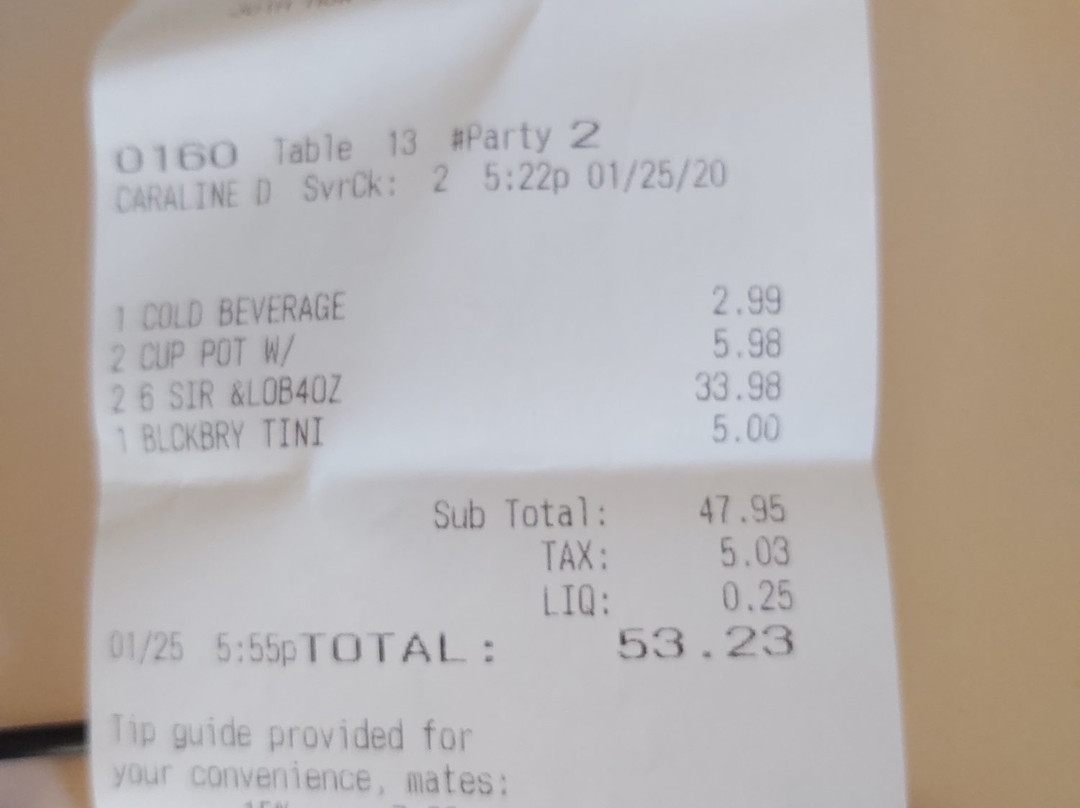 0160 Table 13 #Party 2
CARALINE D SvrCk: 2 5:22p 01/25/20
1 COLD BEVERAGE 2.99
2 CUP POT W/ 5.98
2 6 SIR &LOB4OZ 33.98
1 BLCKBRY TINI 5.00
Sub Total: 47.95
TAX: 5.03
LIQ: 0.25
01/25 5:55pTOTAL: 53.23
Tip guide provided for
your convenience, mates: